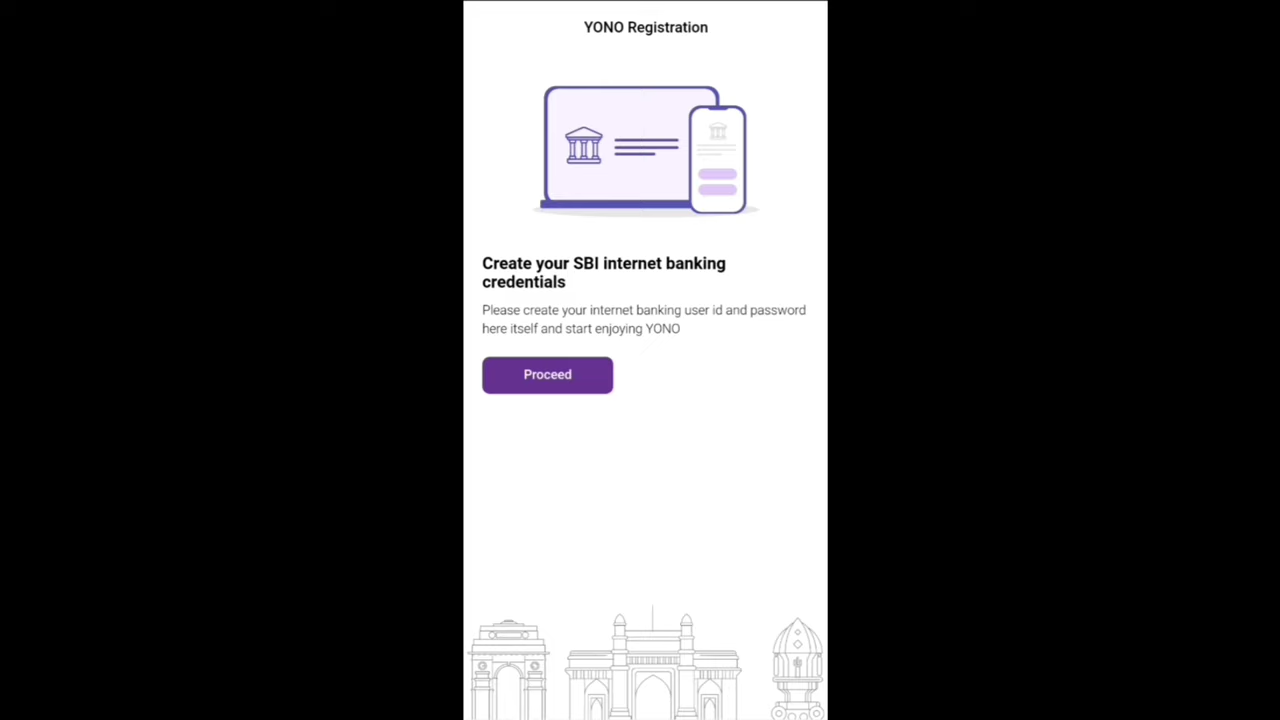 YONO Registration
Create your SBI internet banking
credentials
Please create your internet banking user id and password
here itself and start enjoying YONO
Proceed